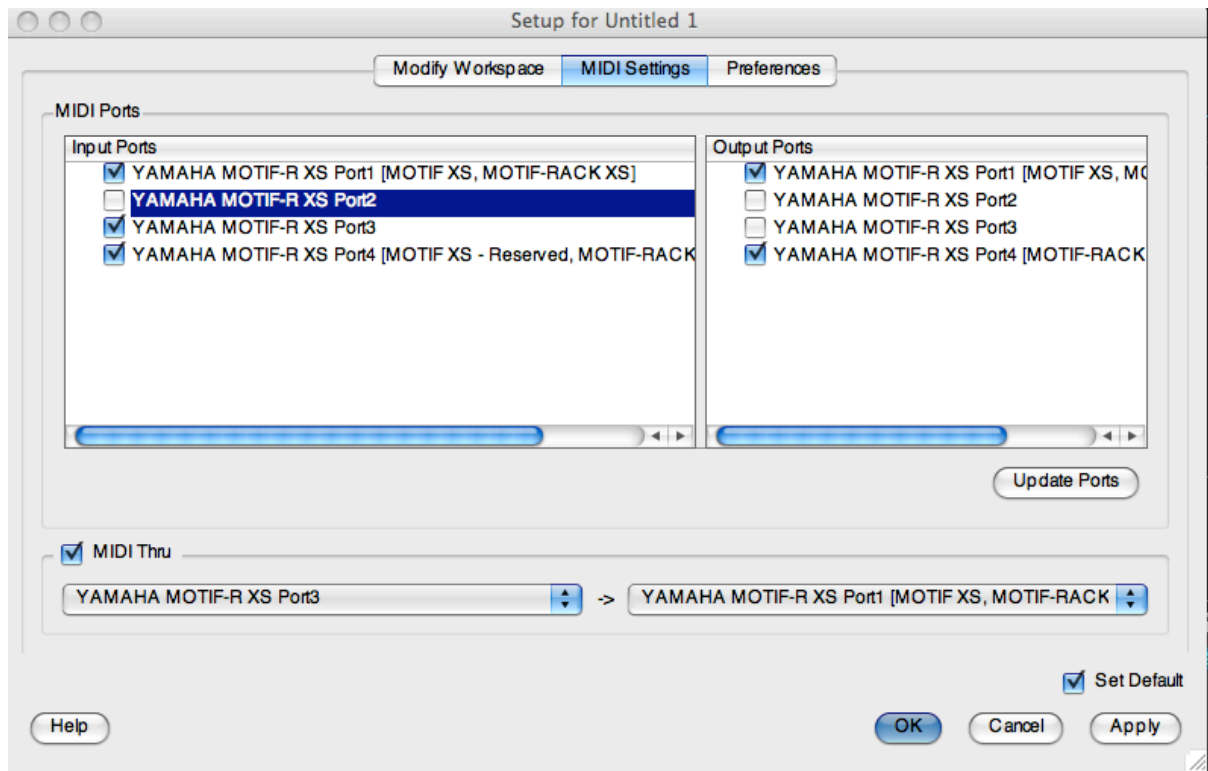 Setup for Untitled 1
Modify Workspace MIDI Settings Preferences
MIDI Ports
Input Ports
YAMAHA MOTIF-R XS Port1 [MOTIF XS, MOTIF-RACK XS]
YAMAHA MOTIF-R XS Port2
YAMAHA MOTIF-R XS Port3
YAMAHA MOTIF-R XS Port4 [MOTIF XS - Reserved, MOTIF-RACK
Output Ports
YAMAHA MOTIF-R XS Port1 [MOTIF XS, MO
YAMAHA MOTIF-R XS Port2
YAMAHA MOTIF-R XS Port3
YAMAHA MOTIF-R XS Port4 [MOTIF-RACK
Update Ports
MIDI Thru
YAMAHA MOTIF-R XS Port3 -> YAMAHA MOTIF-R XS Port1 [MOTIF XS, MOTIF-RACK
Set Default
Help OK Cancel Apply